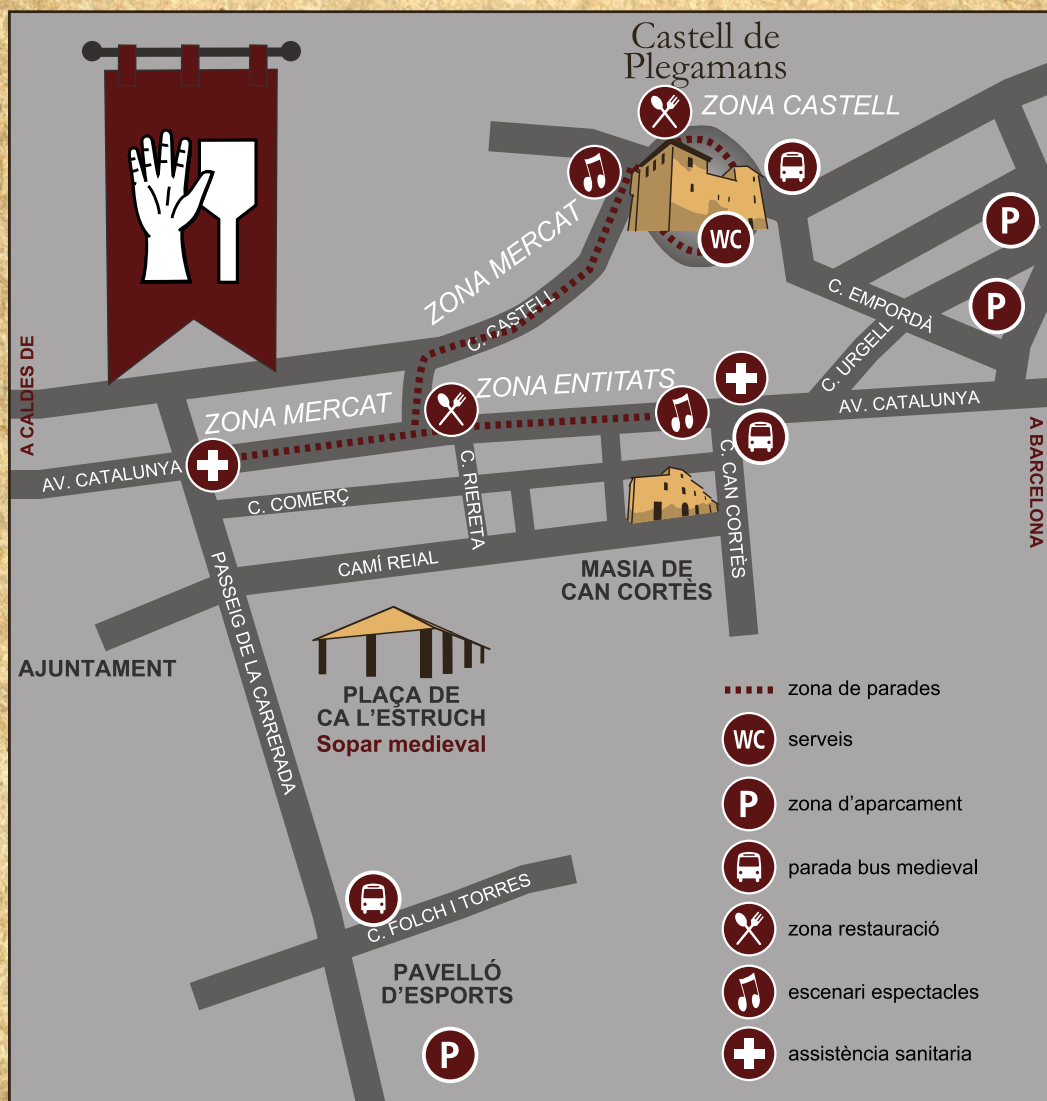 Castell de
Plegamans
ZONA CASTELL
ZONA MERCAT
WC
P
P
C. CASTELL
C. EMPORDÀ
C. URGELL
A CALDES DE
ZONA MERCAT
ZONA ENTITATS
AV. CATALUNYA
AV. CATALUNYA
A BARCELONA
C. COMERÇ
C. RIERETA
C. CAN CORTÈS
CAMÍ REIAL
MASIA DE
CAN CORTÈS
PASSEIG DE LA CARRERADA
AJUNTAMENT
PLAÇA DE
CA L'ESTRUCH
Sopar medieval
C. FOLCH I TORRES
PAVELLÓ
D'ESPORTS
P
zona de parades
WC serveis
P zona d'aparcament
parada bus medieval
zona restauració
escenari espectacles
assistència sanitaria